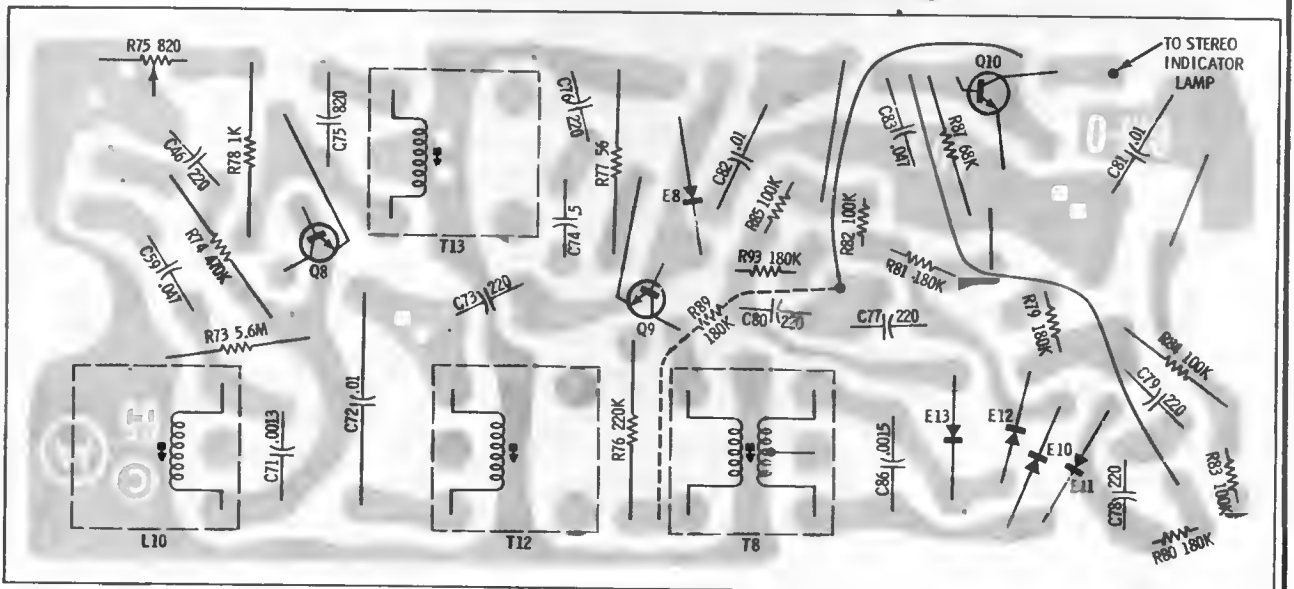 R75 820
C46 220
R78 1K
C75 820
T13
C76 220
R77 56
E8
C82 .01
R85 100K
C83 .047
R87 68K
Q10
TO STEREO
INDICATOR
LAMP
C81 .01
R74 470K
C59 .047
Q8
C74 .5
R82 100K
R93 180K
R81 180K
R73 5.6M
C73 220
Q9
R89
180K
C80 220
C77 220
R79
180K
R84 100K
C79 220
L10
C71 .0013
C72 .01
T12
R76 220K
T8
C86 .0015
E13
E12
E10
E11
C78 220
R83
100K
R80 180K